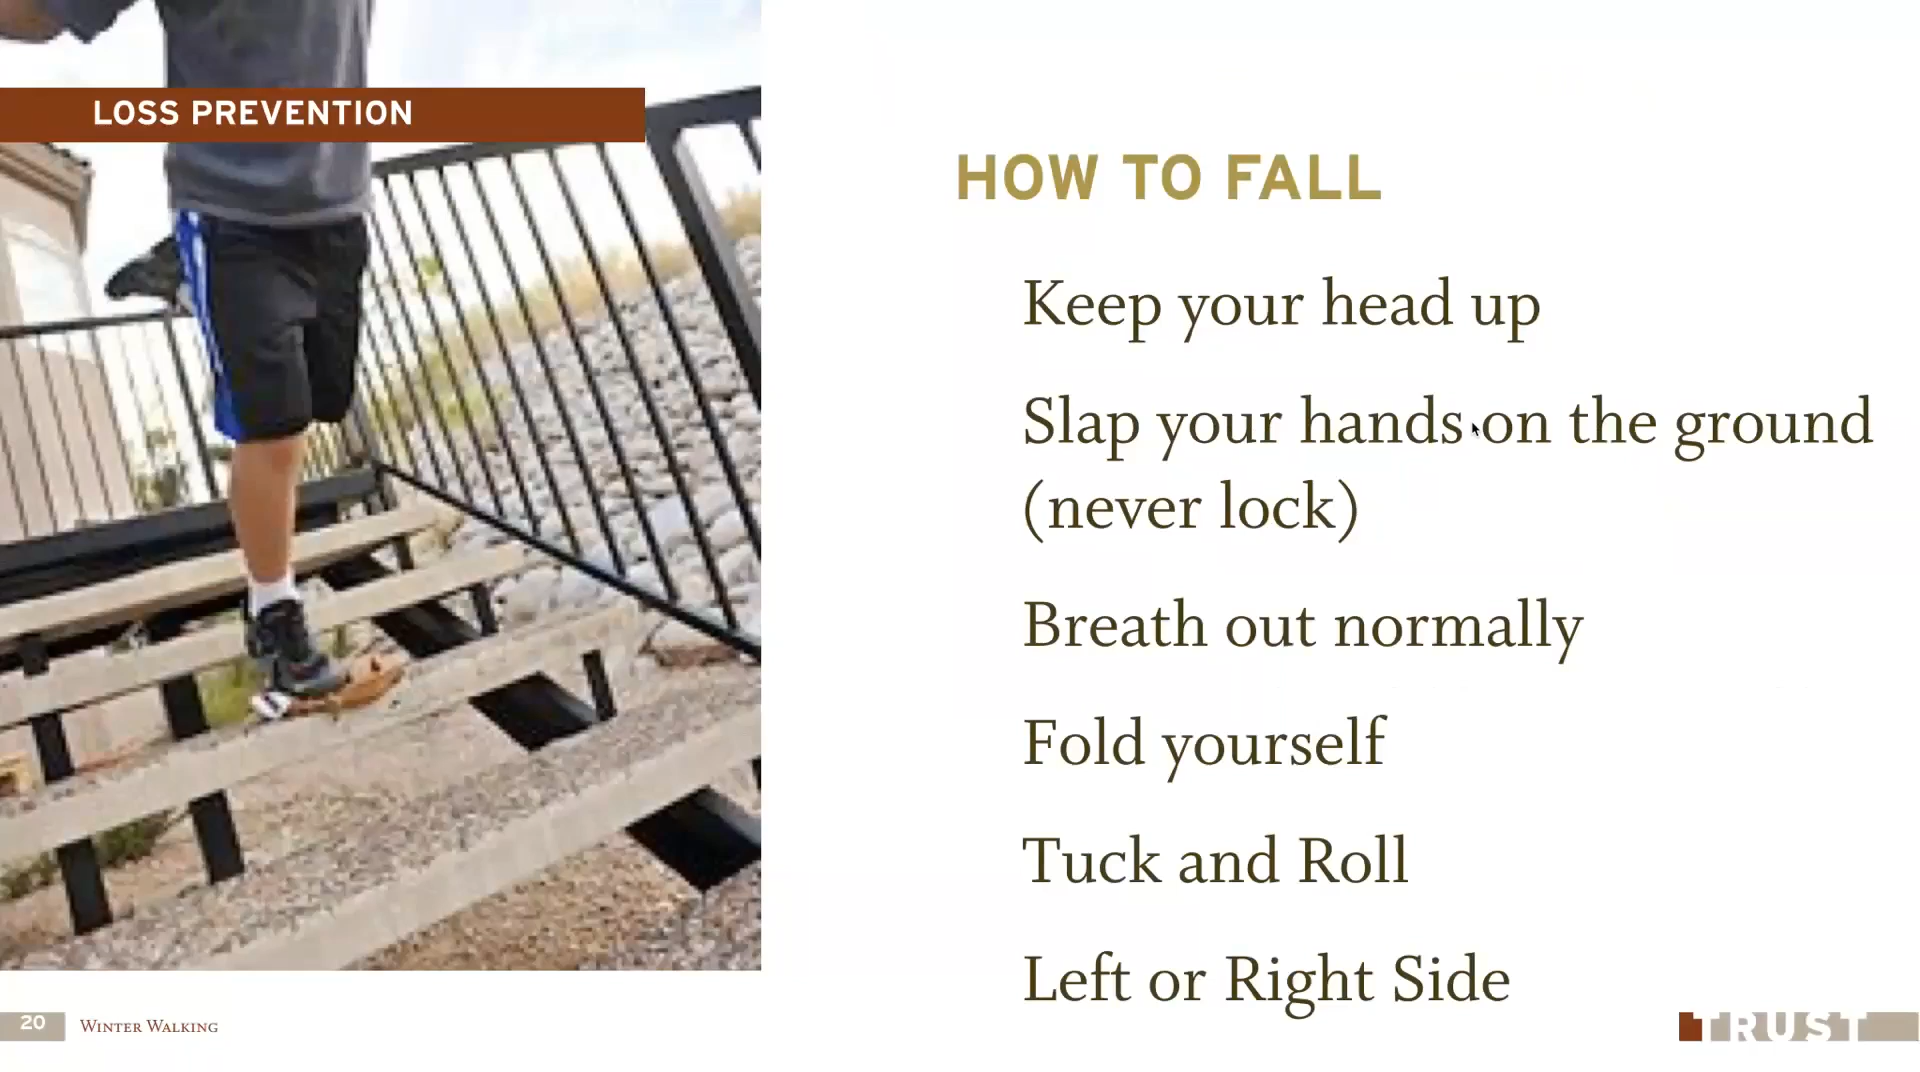 LOSS PREVENTION
HOW TO FALL
Keep your head up
Slap your hands on the ground
(never lock)
Breath out normally
Fold yourself
Tuck and Roll
Left or Right Side
20 Winter Walking
TRUST